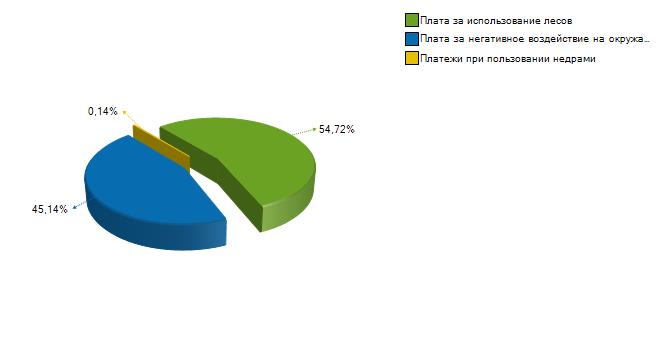 Плата за использование лесов
Плата за негативное воздействие на окружа...
Платежи при пользовании недрами
0,14%
54,72%
45,14%